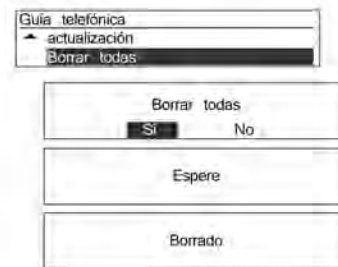 Guía telefónica
actualización
Borrar todas
Borrar todas
Sí No
Espere
Borrado